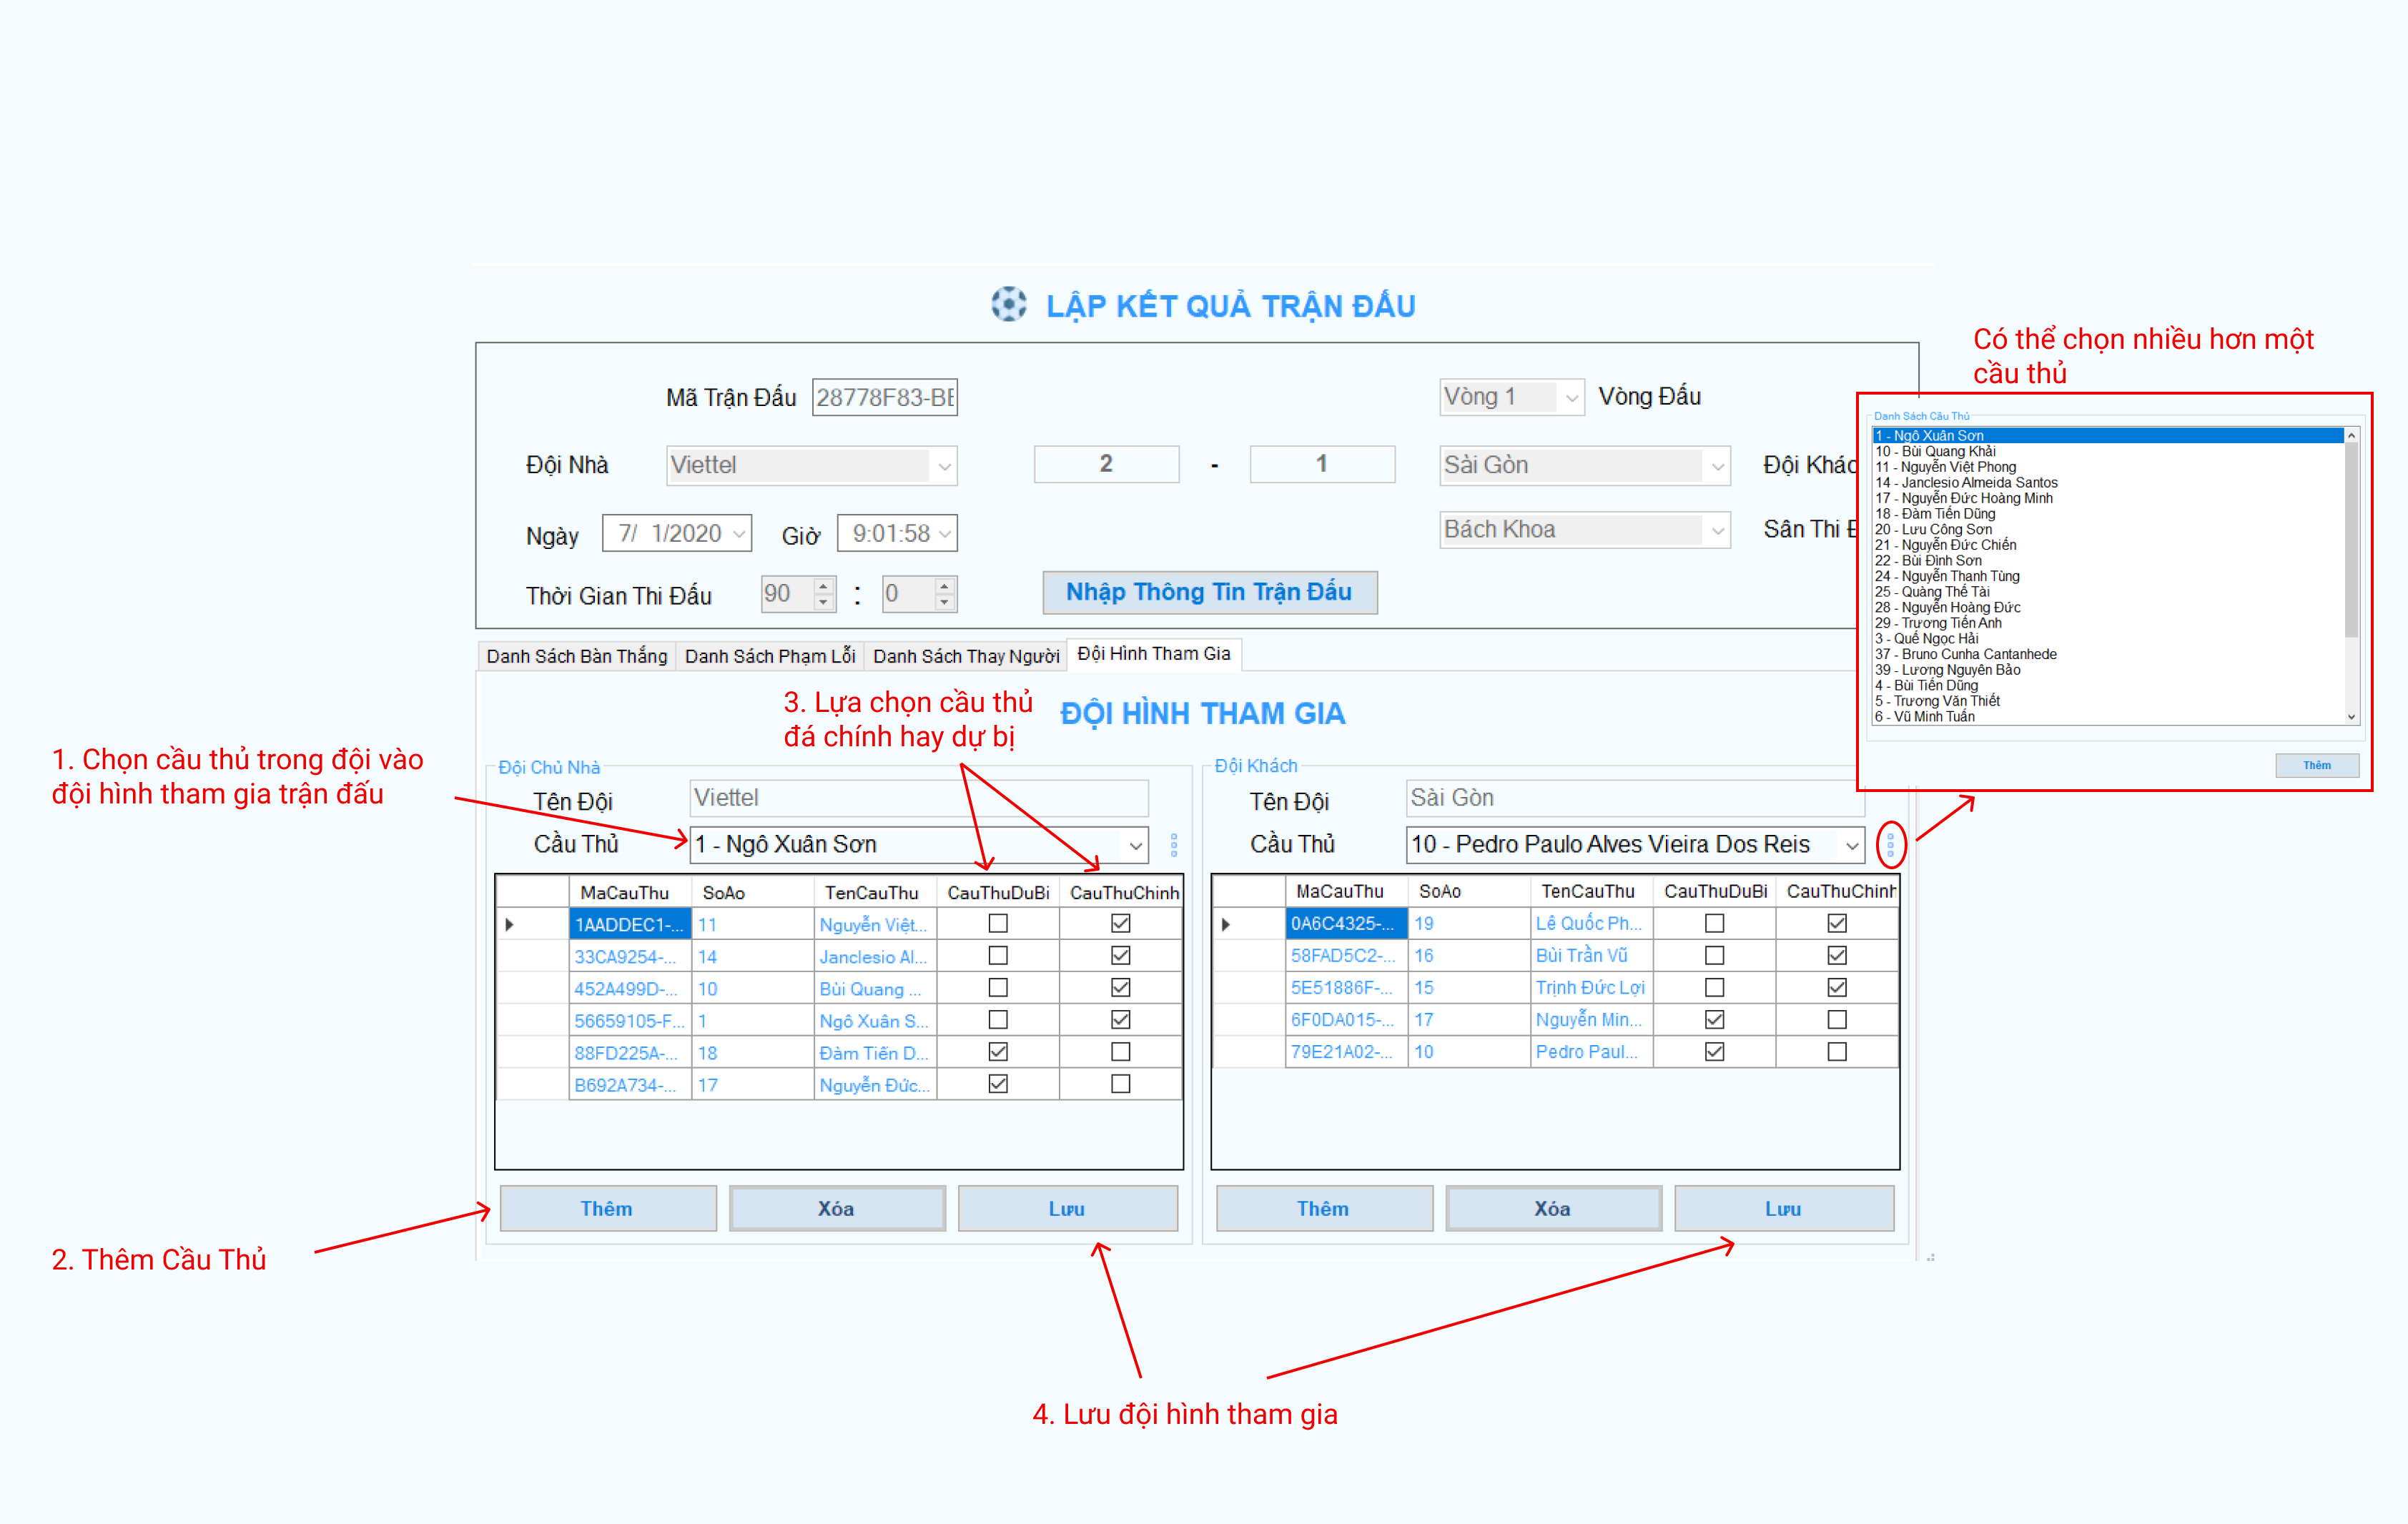 LẬP KẾT QUẢ TRẬN ĐẤU
Mã Trận Đấu 28778F83-BE
Vòng 1 Vòng Đấu
Đội Nhà Viettel 2 - 1 Sài Gòn Đội Khác
Ngày 7/ 1/2020 Giờ 9:01:58 Bách Khoa Sân Thi Đ
Thời Gian Thi Đấu 90 : 0 Nhập Thông Tin Trận Đấu
Danh Sách Bàn Thắng Danh Sách Phạm Lỗi Danh Sách Thay Người Đội Hình Tham Gia
ĐỘI HÌNH THAM GIA
1. Chọn cầu thủ trong đội vào
đội hình tham gia trận đấu
2. Thêm Cầu Thủ
3. Lựa chọn cầu thủ
đá chính hay dự bị
4. Lưu đội hình tham gia
Đội Chủ Nhà
Tên Đội Viettel
Cầu Thủ 1 - Ngô Xuân Sơn
MaCauThu SoAo TenCauThu CauThuDuBi CauThuChinh
1AADDEC1-... 11 Nguyễn Việt...
33CA9254-... 14 Janclesio Al...
452A499D-... 10 Bùi Quang ...
56659105-F... 1 Ngô Xuân S...
88FD225A-... 18 Đàm Tiến D...
B692A734-... 17 Nguyễn Đức...
Thêm Xóa Lưu
Đội Khách
Tên Đội Sài Gòn
Cầu Thủ 10 - Pedro Paulo Alves Vieira Dos Reis
MaCauThu SoAo TenCauThu CauThuDuBi CauThuChinh
0A6C4325-... 19 Lê Quốc Ph...
58FAD5C2-... 16 Bùi Trần Vũ
5E51886F-... 15 Trịnh Đức Lợi
6F0DA015-... 17 Nguyễn Min...
79E21A02-... 10 Pedro Paul...
Thêm Xóa Lưu
Có thể chọn nhiều hơn một
cầu thủ
Danh Sách Cầu Thủ
1 - Ngô Xuân Sơn
10 - Bùi Quang Khải
11 - Nguyễn Việt Phong
14 - Janclesio Almeida Santos
17 - Nguyễn Đức Hoàng Minh
18 - Đàm Tiến Dũng
20 - Lưu Công Sơn
21 - Nguyễn Đức Chiến
22 - Bùi Đình Sơn
24 - Nguyễn Thanh Tùng
25 - Quàng Thế Tài
28 - Nguyễn Hoàng Đức
29 - Trương Tiến Anh
3 - Quế Ngọc Hải
37 - Bruno Cunha Cantanhede
39 - Lương Nguyên Bảo
4 - Bùi Tiến Dũng
5 - Trương Văn Thiết
6 - Vũ Minh Tuấn
Thêm